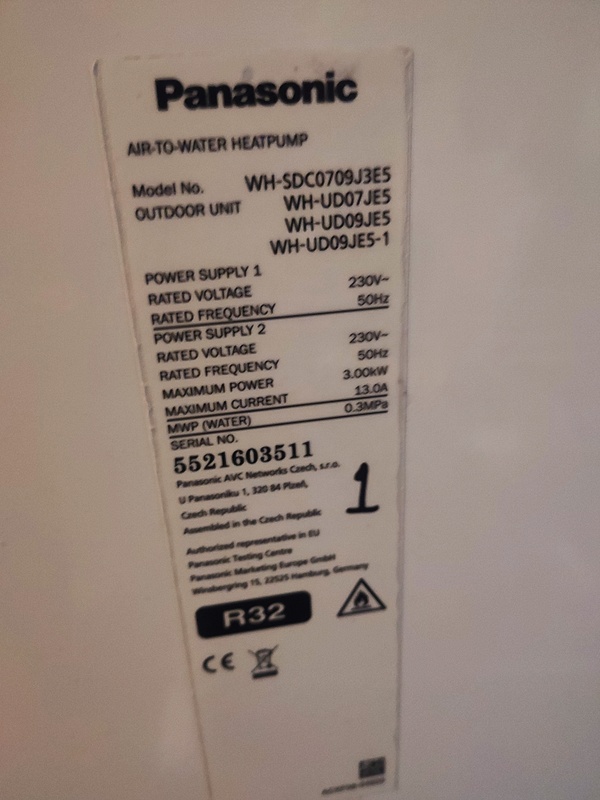 Panasonic
AIR-TO-WATER HEATPUMP
Model No. WH-SDC0709J3E5
OUTDOOR UNIT WH-UD07JE5
WH-UD09JE5
WH-UD09JE5-1
POWER SUPPLY 1
RATED VOLTAGE 230V~
RATED FREQUENCY 50Hz
POWER SUPPLY 2
RATED VOLTAGE 230V~
RATED FREQUENCY 50Hz
MAXIMUM POWER 3.00kW
MAXIMUM CURRENT 13.0A
MWP (WATER) 0.3MPa
SERIAL NO.
5521603511
Panasonic AVC Networks Czech, s.r.o.
U Panasoniku 1, 320 84 Plzeň,
Czech Republic
Assembled in the Czech Republic
1
Authorized representative in EU
Panasonic Testing Centre
Panasonic Marketing Europe GmbH
Winsbergring 15, 22525 Hamburg, Germany
R32
CE